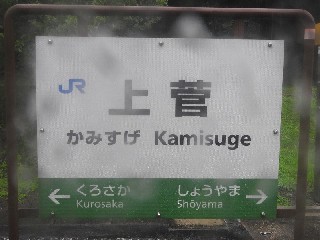 JR
上菅
かみすげ Kamisuge
← くろさか しょうやま →
Kurosaka Shōyama